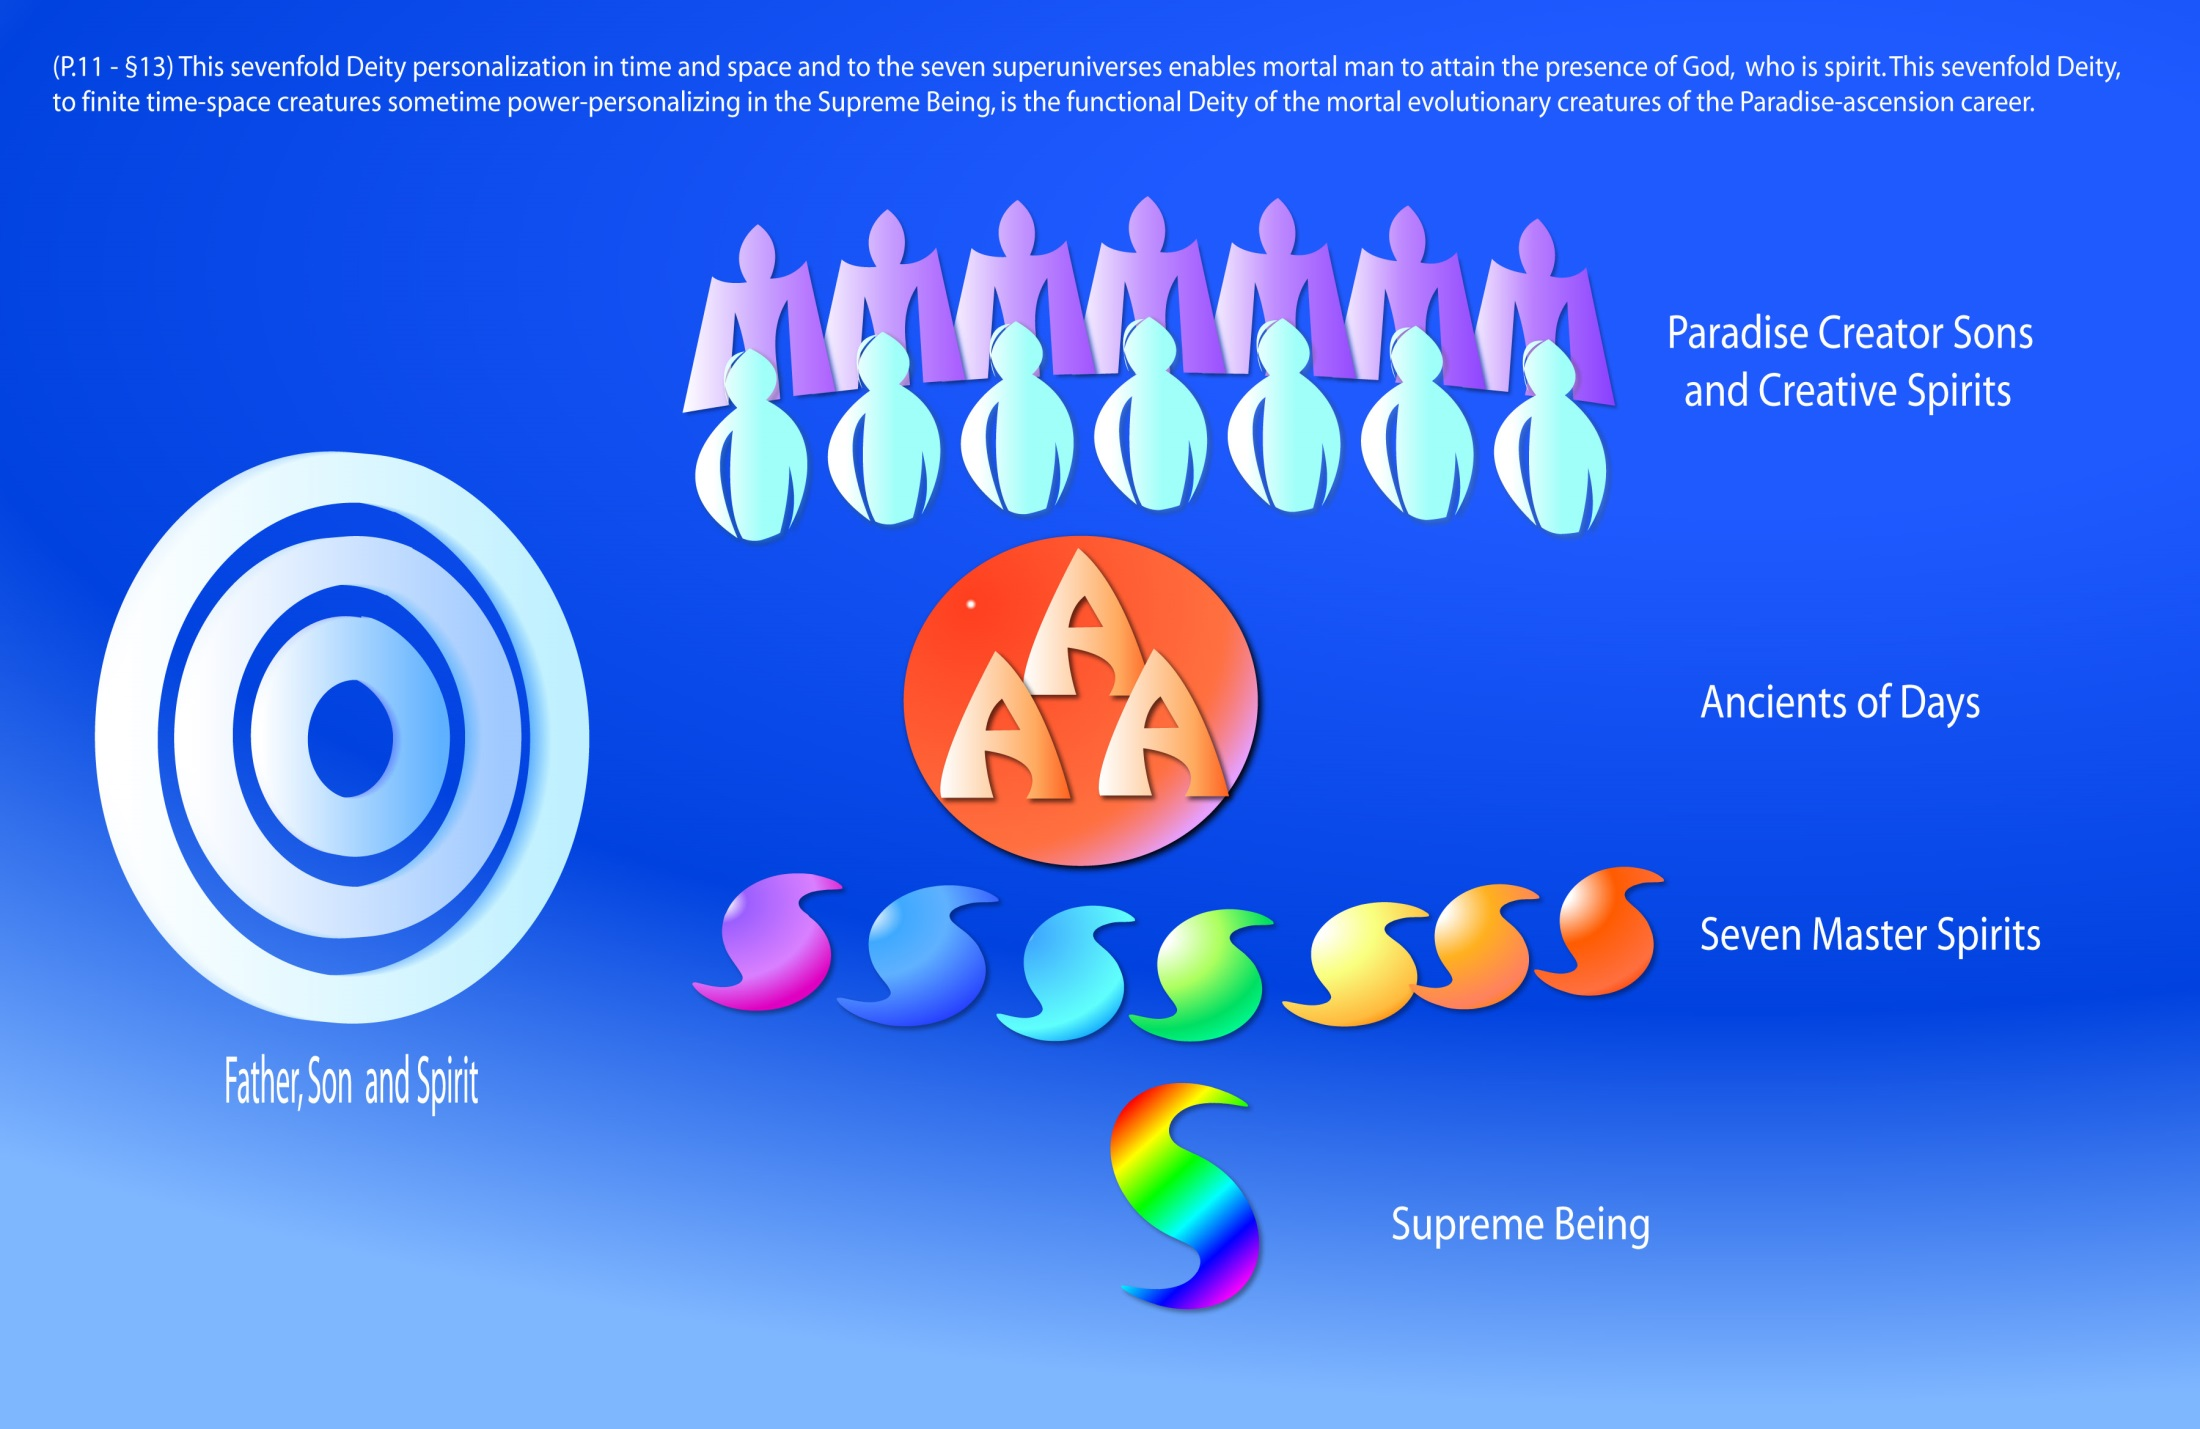 (P.11 - §13) This sevenfold Deity personalization in time and space and to the seven superuniverses enables mortal man to attain the presence of God, who is spirit. This sevenfold Deity,
to finite time-space creatures sometime power-personalizing in the Supreme Being, is the functional Deity of the mortal evolutionary creatures of the Paradise-ascension career.
Paradise Creator Sons
and Creative Spirits
A
A A
Ancients of Days
Seven Master Spirits
Father, Son and Spirit
Supreme Being